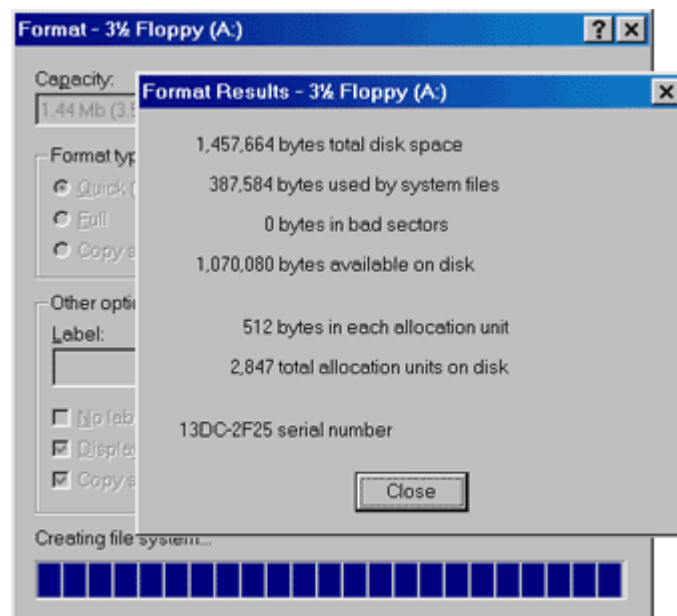 Format - 3½ Floppy (A:)
Capacity:
1.44 Mb (3.5
Format Results - 3½ Floppy (A:)
1,457,664 bytes total disk space
387,584 bytes used by system files
0 bytes in bad sectors
1,070,080 bytes available on disk
512 bytes in each allocation unit
2,847 total allocation units on disk
13DC-2F25 serial number
Close
Format typ
Quick (
Full
Copy s
Other optio
Label:
No lab
Display
Copy s
Creating file system...